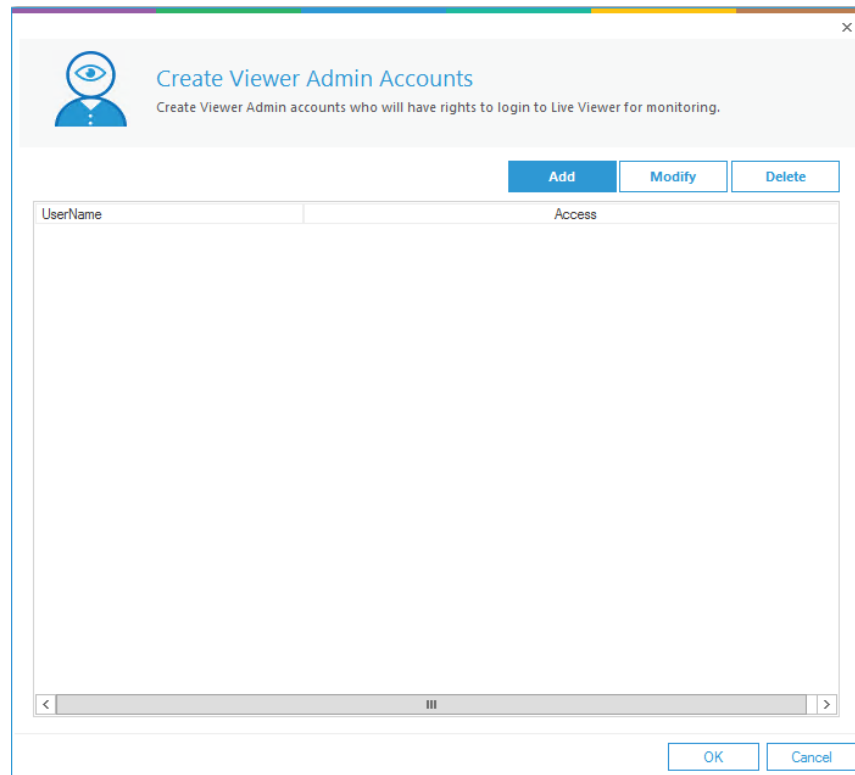 Create Viewer Admin Accounts
Create Viewer Admin accounts who will have rights to login to Live Viewer for monitoring.
Add Modify Delete
UserName Access
OK Cancel